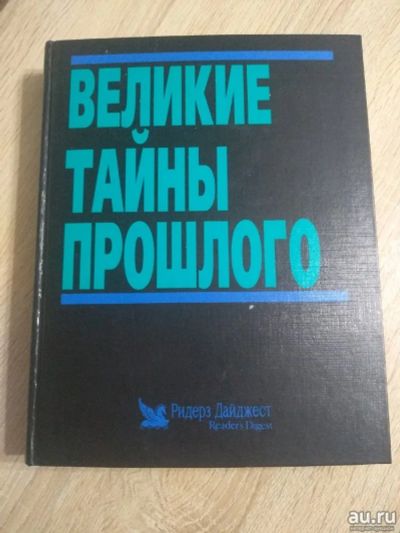 ВЕЛИКИЕ
ТАЙНЫ
ПРОШЛОГО
Ридерз Дайджест
Reader's Digest
au.ru